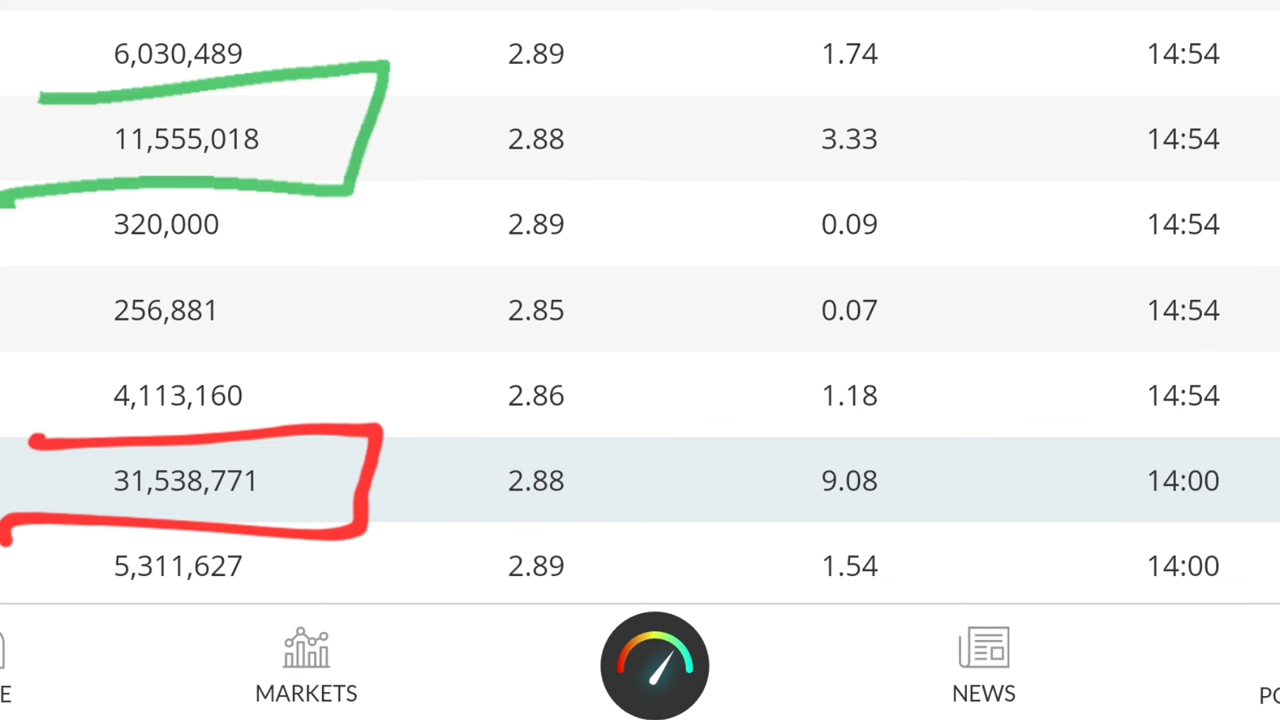 6,030,489 2.89 1.74 14:54
11,555,018 2.88 3.33 14:54
320,000 2.89 0.09 14:54
256,881 2.85 0.07 14:54
4,113,160 2.86 1.18 14:54
31,538,771 2.88 9.08 14:00
5,311,627 2.89 1.54 14:00
E MARKETS NEWS PO